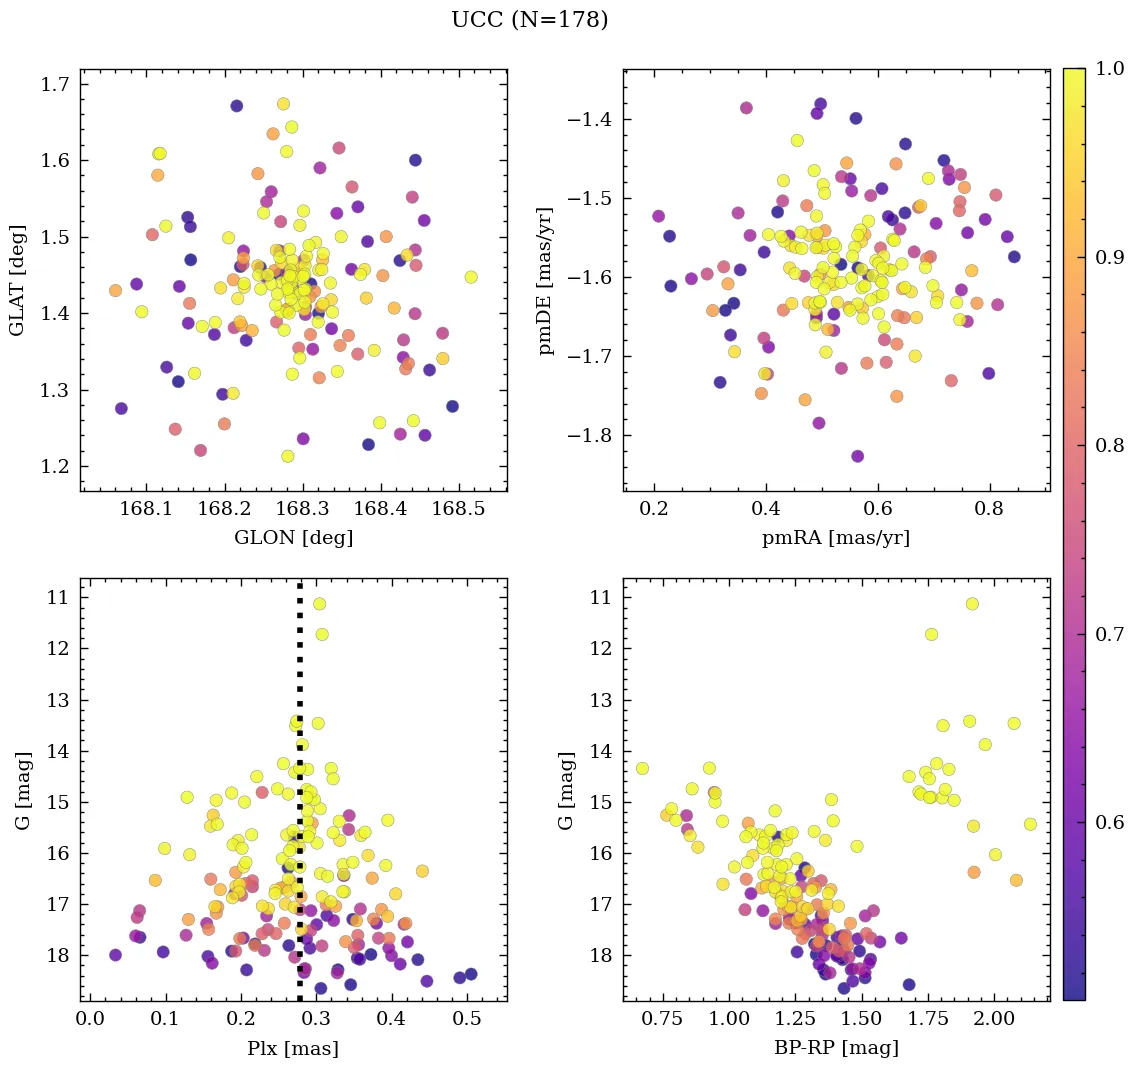 UCC (N=178)
1.7
1.6
1.5
1.4
1.3
1.2
GLAT [deg]
168.1 168.2 168.3 168.4 168.5
GLON [deg]
−1.4
−1.5
−1.6
−1.7
−1.8
pmDE [mas/yr]
0.2 0.4 0.6 0.8
pmRA [mas/yr]
1.0
0.9
0.8
0.7
0.6
11
12
13
14
15
16
17
18
G [mag]
0.0 0.1 0.2 0.3 0.4 0.5
Plx [mas]
11
12
13
14
15
16
17
18
G [mag]
0.75 1.00 1.25 1.50 1.75 2.00
BP-RP [mag]